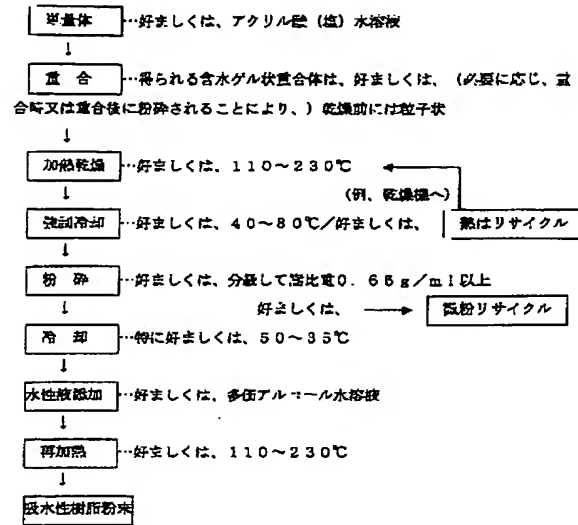 単量体 …好ましくは、アクリル酸（塩）水溶液
↓
重 合 …得られる含水ゲル状重合体は、好ましくは、（必要に応じ、重
合時又は重合後に粉砕されることにより、）乾燥前には粒子状
↓
加熱乾燥 …好ましくは、１１０～２３０℃
↓ （例、乾燥機へ）
強制冷却 …好ましくは、４０～８０℃／好ましくは、 熱はリサイクル
↓
粉 砕 …好ましくは、分級して嵩比重０．６５ｇ／ｍｌ以上
↓ 好ましくは、 → 微粉リサイクル
冷 却 …特に好ましくは、５０～３５℃
↓
水性液添加 …好ましくは、多価アルコール水溶液
↓
再加熱 …好ましくは、１１０～２３０℃
↓
吸水性樹脂粉末